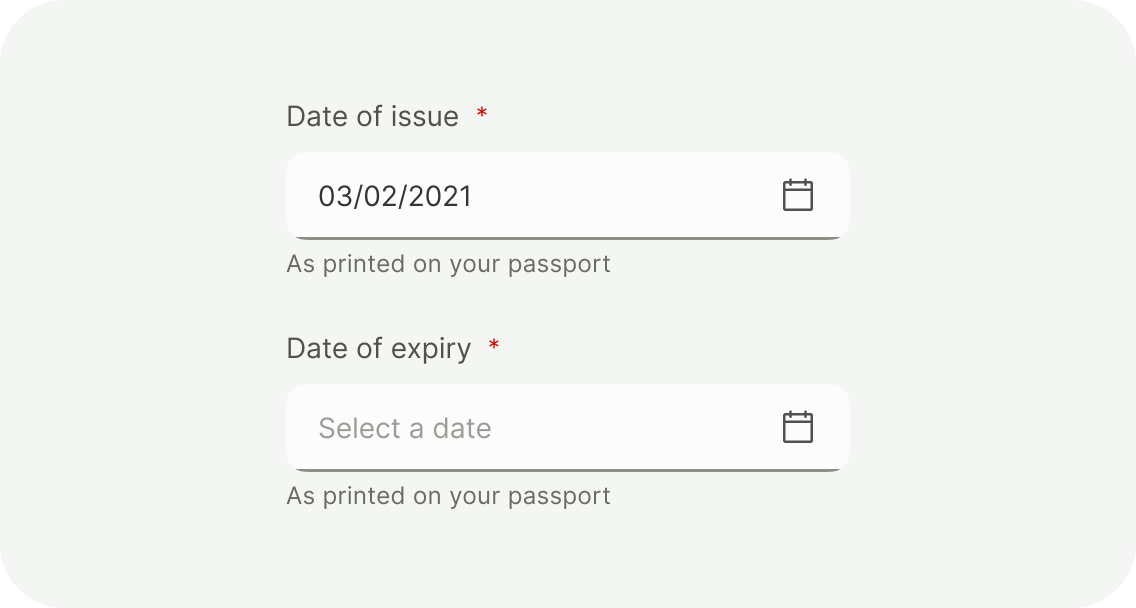 Date of issue *
03/02/2021
As printed on your passport
Date of expiry *
Select a date
As printed on your passport